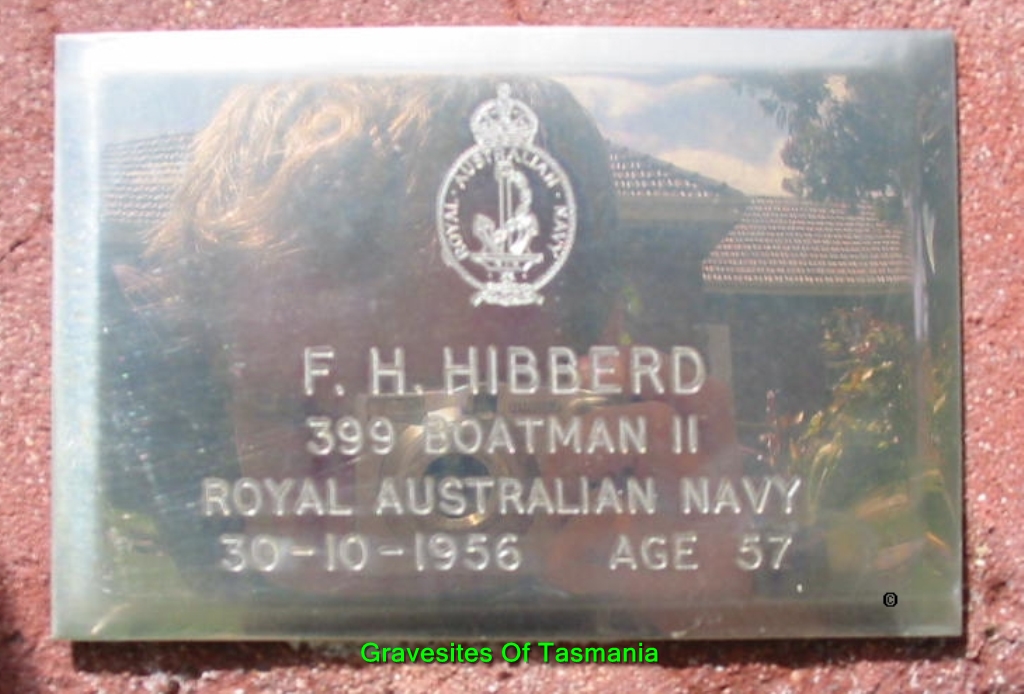 ROYAL · AUSTRALIAN · NAVY
F. H. HIBBERD
399 BOATMAN II
ROYAL AUSTRALIAN NAVY
30-10-1956 AGE 57
©
Gravesites Of Tasmania